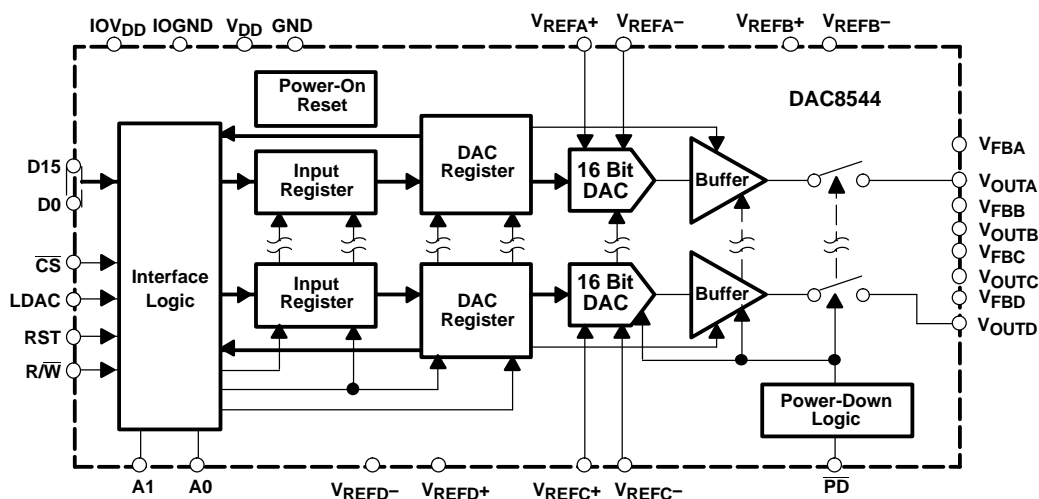 IOVDD IOGND VDD GND VREFA+ VREFA− VREFB+ VREFB−
Power-On
Reset
DAC8544
D15
D0
CS
LDAC
RST
R/W
Interface
Logic
Input
Register
DAC
Register
16 Bit
DAC
Buffer
Input
Register
DAC
Register
16 Bit
DAC
Buffer
Power-Down
Logic
VFBA
VOUTA
VFBB
VOUTB
VFBC
VOUTC
VFBD
VOUTD
A1 A0 VREFD− VREFD+ VREFC+ VREFC− PD